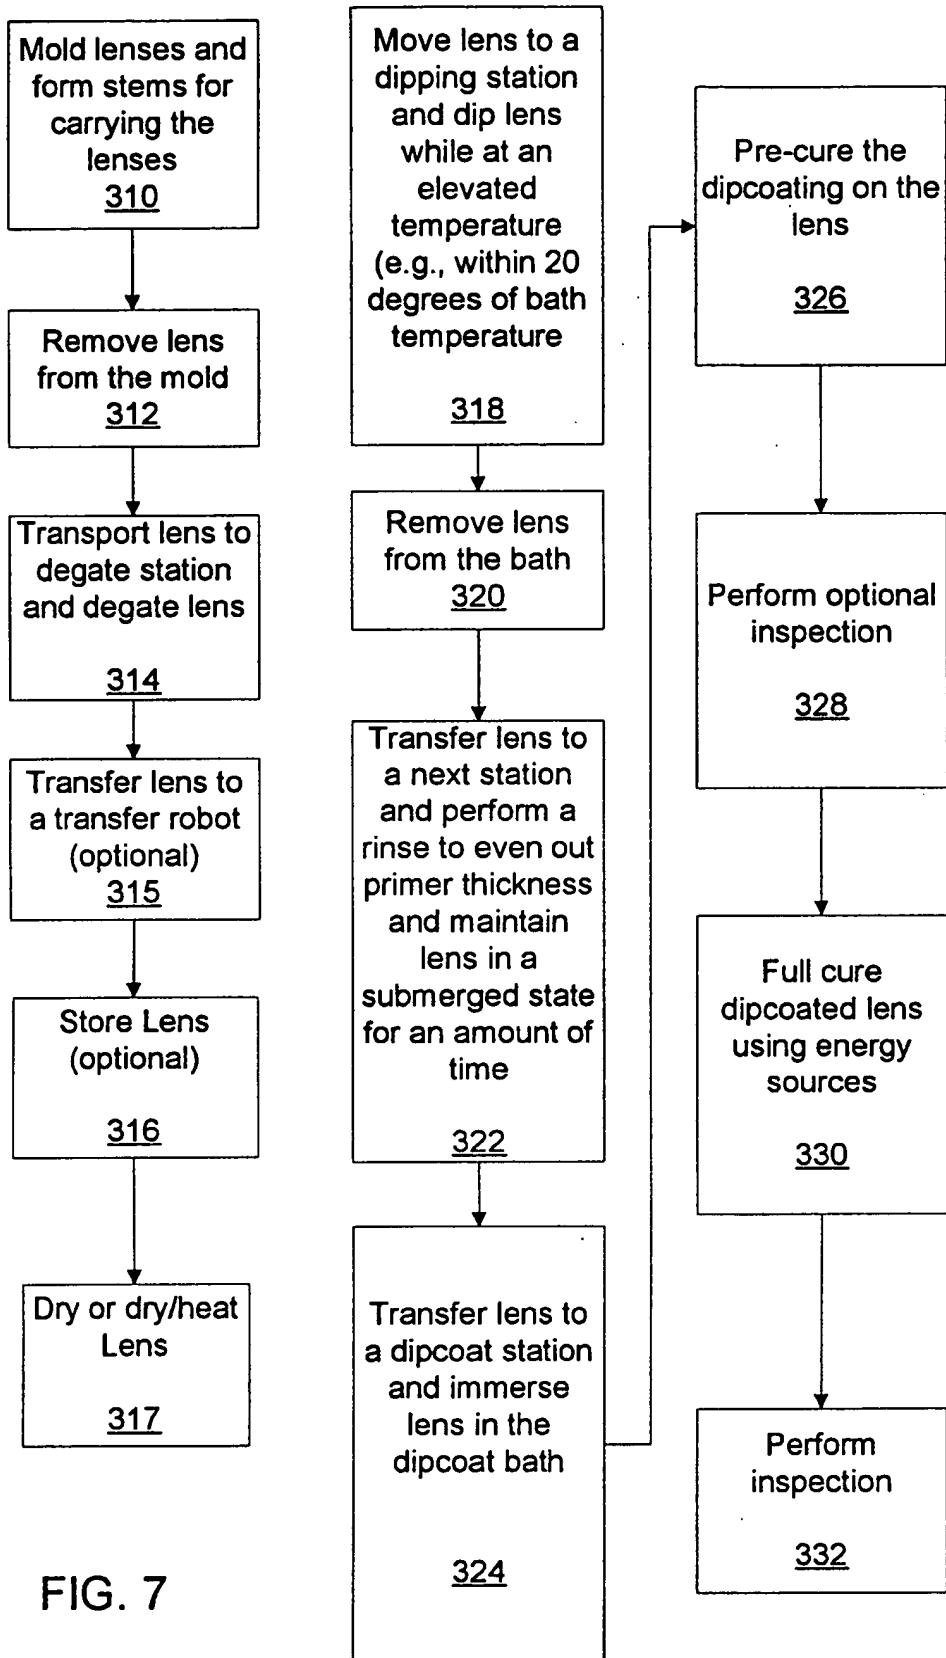 Mold lenses and
form stems for
carrying the
lenses
310
Remove lens
from the mold
312
Transport lens to
degate station
and degate lens
314
Transfer lens to
a transfer robot
(optional)
315
Store Lens
(optional)
316
Dry or dry/heat
Lens
317
Move lens to a
dipping station
and dip lens
while at an
elevated
temperature
(e.g., within 20
degrees of bath
temperature
318
Remove lens
from the bath
320
Transfer lens to
a next station
and perform a
rinse to even out
primer thickness
and maintain
lens in a
submerged state
for an amount of
time
322
Transfer lens to
a dipcoat station
and immerse
lens in the
dipcoat bath
324
Pre-cure the
dipcoating on the
lens
326
Perform optional
inspection
328
Full cure
dipcoated lens
using energy
sources
330
Perform
inspection
332
FIG. 7